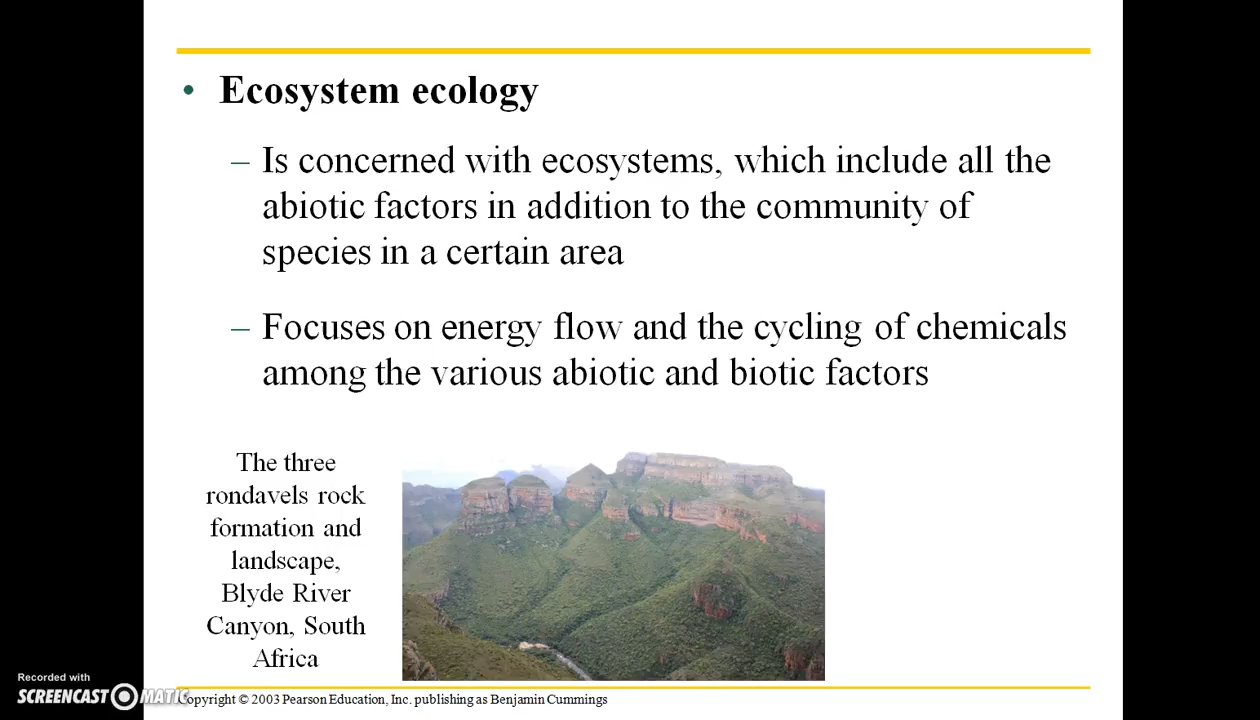 • Ecosystem ecology
– Is concerned with ecosystems, which include all the
abiotic factors in addition to the community of
species in a certain area
– Focuses on energy flow and the cycling of chemicals
among the various abiotic and biotic factors
The three
rondavels rock
formation and
landscape,
Blyde River
Canyon, South
Africa
Recorded with
SCREENCAST MATIC
Copyright © 2003 Pearson Education, Inc. publishing as Benjamin Cummings